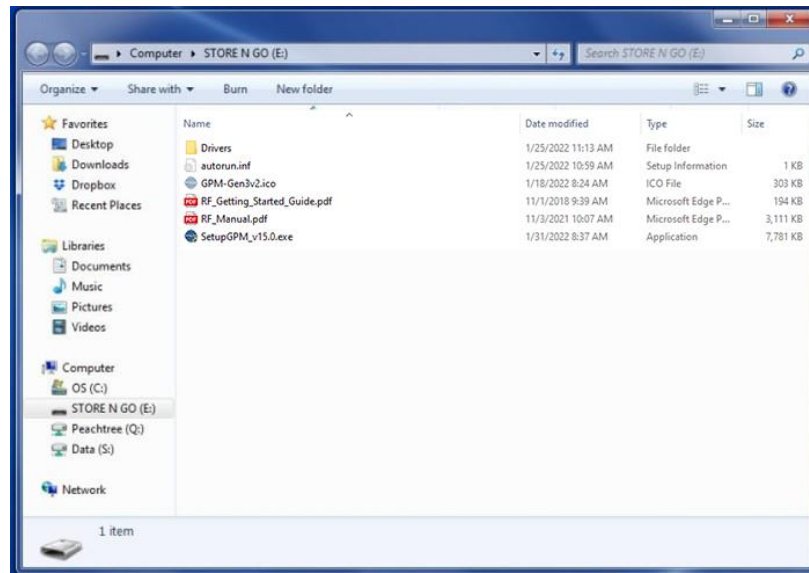 Computer STORE N GO (E:) Search STORE N GO (E:)
Organize Share with Burn New folder
Favorites
Desktop
Downloads
Dropbox
Recent Places
Libraries
Documents
Music
Pictures
Videos
Computer
OS (C:)
STORE N GO (E:)
Peachtree (Q:)
Data (S:)
Network
Name Date modified Type Size
Drivers 1/25/2022 11:13 AM File folder
autorun.inf 1/25/2022 10:59 AM Setup Information 1 KB
GPM-Gen3v2.ico 1/18/2022 8:24 AM ICO File 303 KB
RF_Getting_Started_Guide.pdf 11/1/2018 9:39 AM Microsoft Edge P... 194 KB
RF_Manual.pdf 11/3/2021 10:07 AM Microsoft Edge P... 3,111 KB
SetupGPM_v15.0.exe 1/31/2022 8:37 AM Application 7,781 KB
1 item